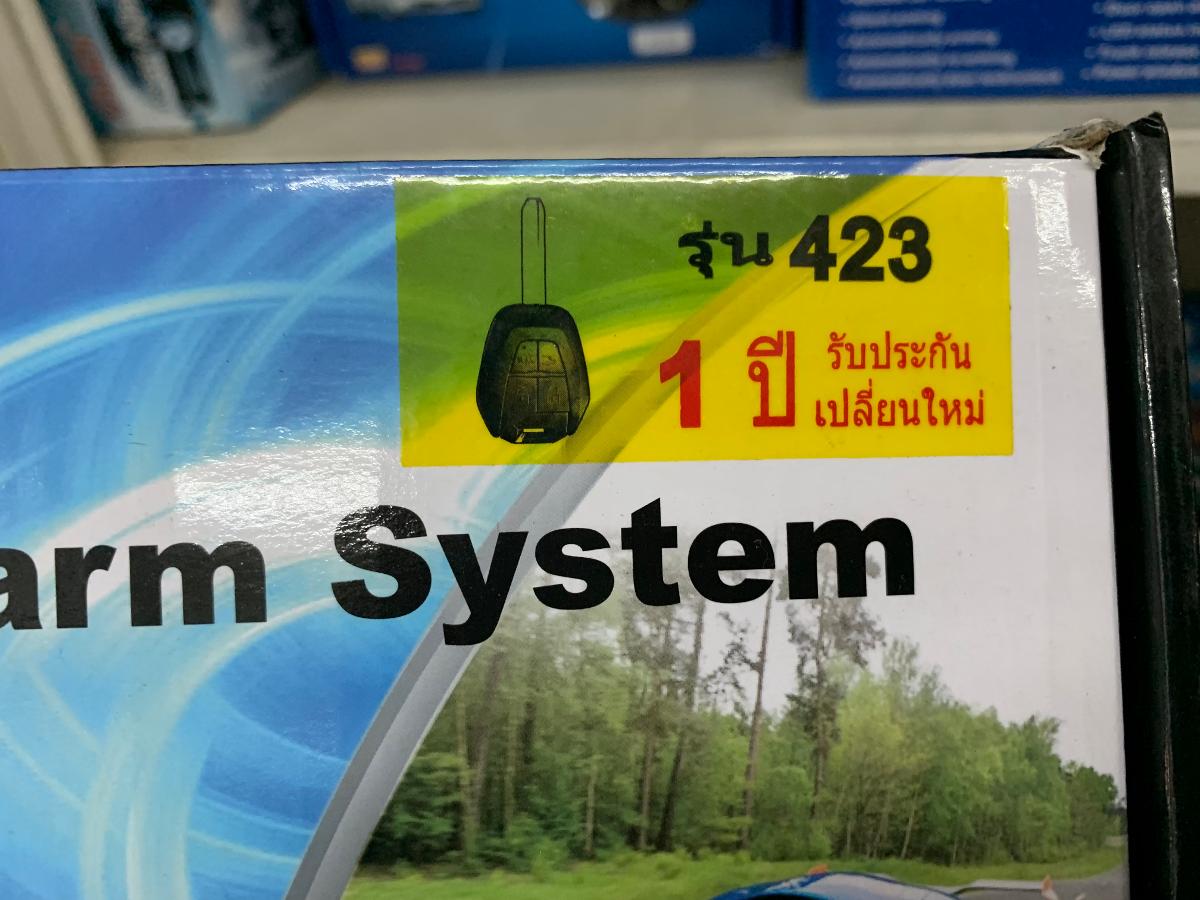 รุ่น 423
1 ปี รับประกัน
เปลี่ยนใหม่
arm System